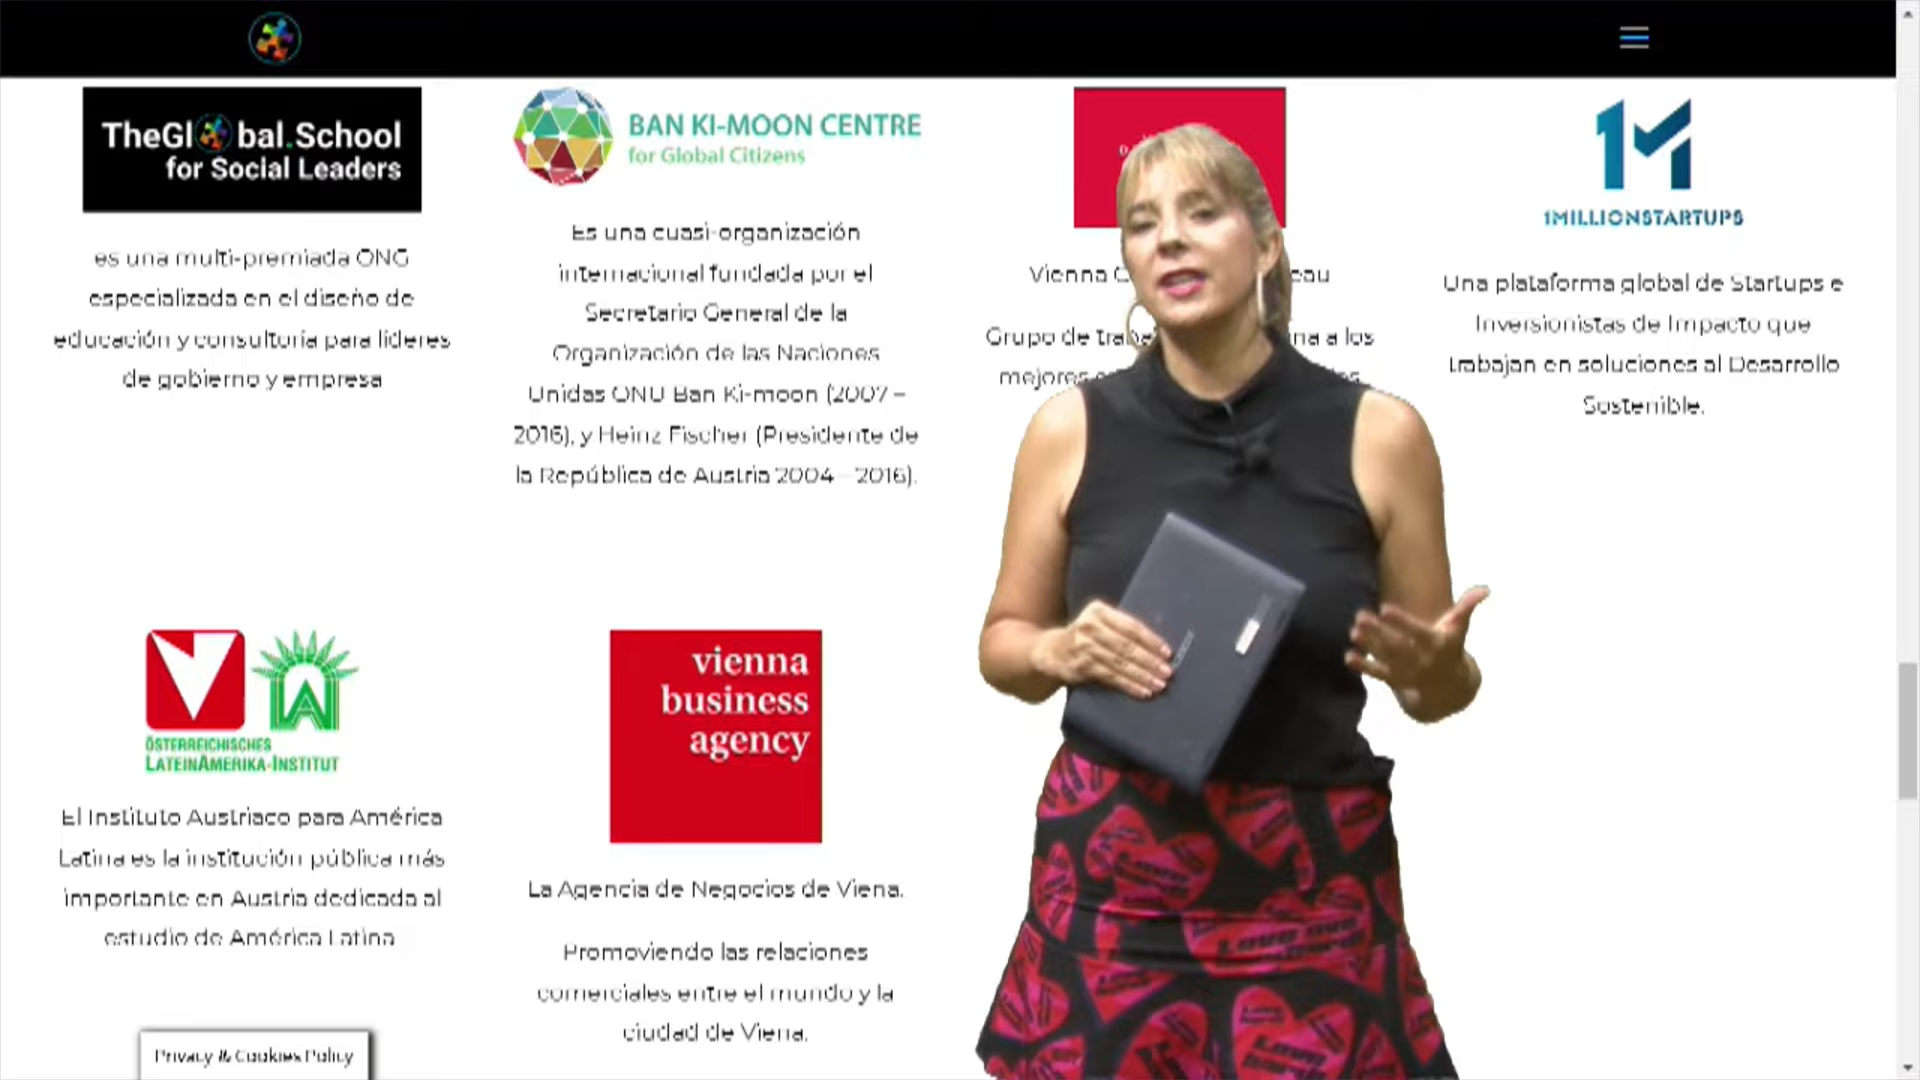 TheGlobal.School
for Social Leaders
es una multi-premiada ONG
especializada en el diseño de
educación y consultoría para líderes
de gobierno y empresa
BAN KI-MOON CENTRE
for Global Citizens
Es una cuasi-organización
internacional fundada por el
Secretario General de la
Organización de las Naciones
Unidas ONU Ban Ki-moon (2007 –
2016), y Heinz Fischer (Presidente de
la República de Austria 2004 – 2016).
Vienna
Grupo de a los
mejores
1MILLIONSTARTUPS
Una plataforma global de Startups e
Inversionistas de Impacto que
trabajan en soluciones al Desarrollo
Sostenible.
ÖSTERREICHISCHES
LATEINAMERIKA-INSTITUT
El Instituto Austriaco para América
Latina es la institución pública más
importante en Austria dedicada al
estudio de América Latina
vienna
business
agency
La Agencia de Negocios de Viena.
Promoviendo las relaciones
comerciales entre el mundo y la
ciudad de Viena.
Privacy & Cookies Policy